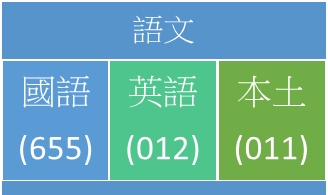 語文
國語 英語 本土
(655) (012) (011)